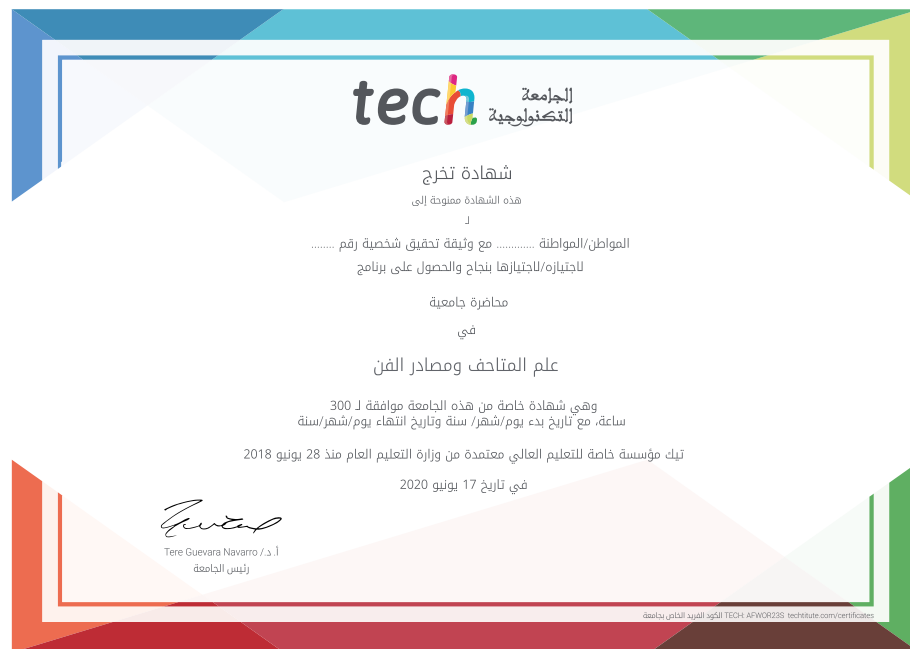 tech الجامعة
التكنولوجية
شهادة تخرج
هذه الشهادة ممنوحة إلى
لـ
المواطن/المواطنة ............. مع وثيقة تحقيق شخصية رقم ........
لاجتيازه/لاجتيازها بنجاح والحصول على برنامج
محاضرة جامعية
في
علم المتاحف ومصادر الفن
وهي شهادة خاصة من هذه الجامعة موافقة لـ 300
ساعة، مع تاريخ بدء يوم/شهر/ سنة وتاريخ انتهاء يوم/شهر/سنة
تيك مؤسسة خاصة للتعليم العالي معتمدة من وزارة التعليم العام منذ 28 يونيو 2018
في تاريخ 17 يونيو 2020
أ.د/ Tere Guevara Navarro
رئيس الجامعة
الكود الفريد الخاص بجامعة TECH: AFWOR23S techtitute.com/certificates